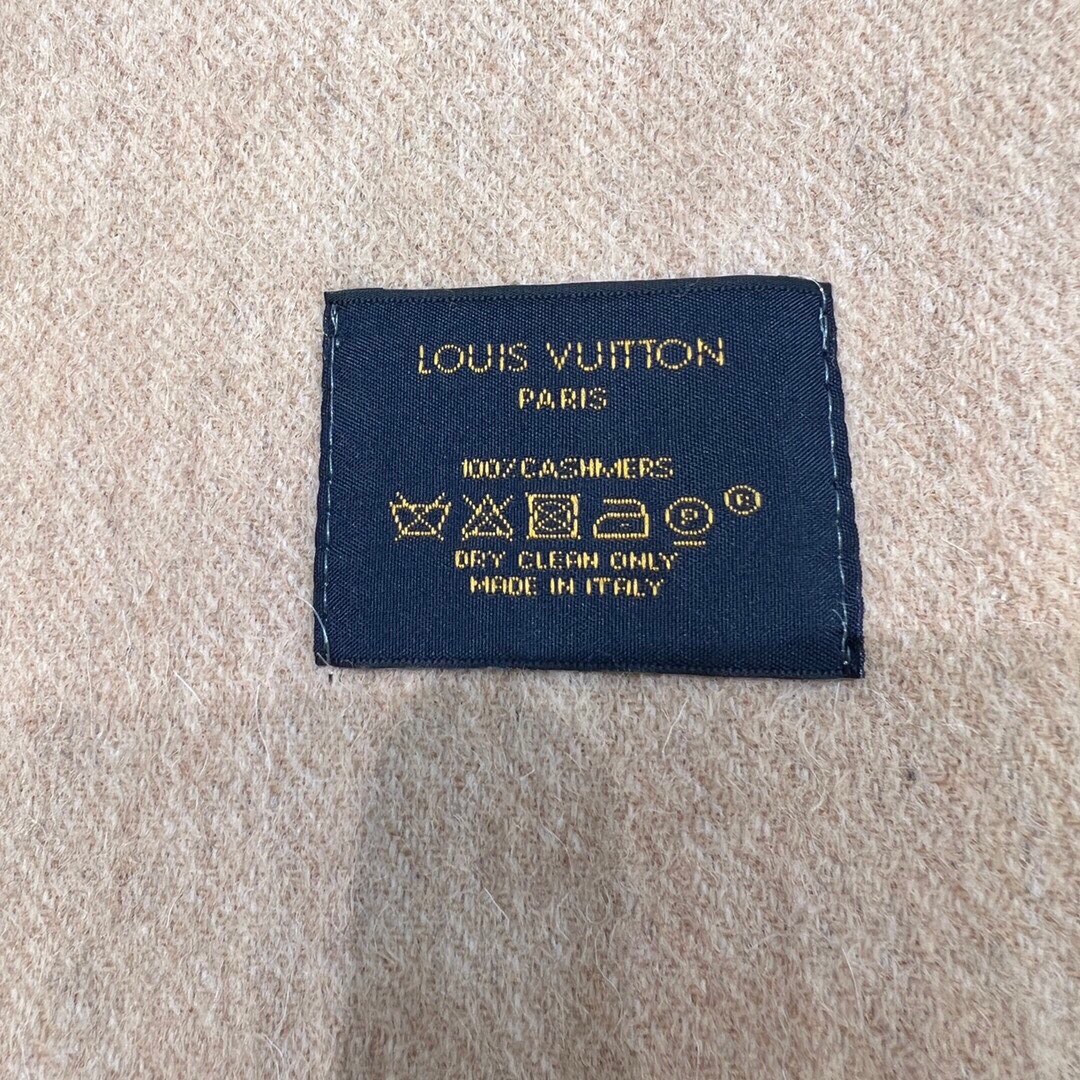 LOUIS VUITTON
PARIS
100% CASHMERS
P ®
DRY CLEAN ONLY
MADE IN ITALY